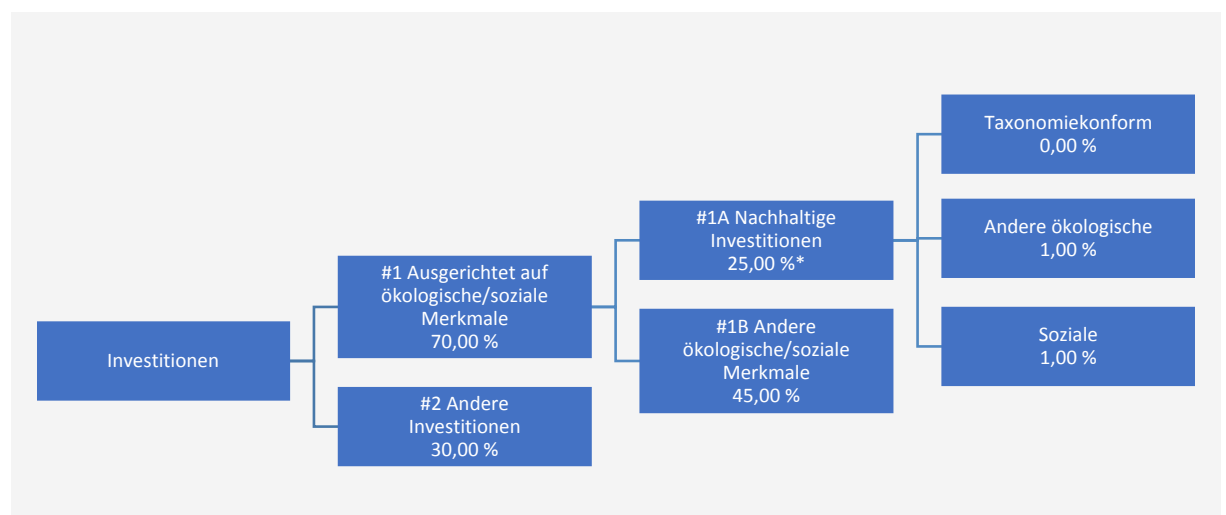 Investitionen
#1 Ausgerichtet auf
ökologische/soziale
Merkmale
70,00 %
#2 Andere
Investitionen
30,00 %
#1A Nachhaltige
Investitionen
25,00 %*
#1B Andere
ökologische/soziale
Merkmale
45,00 %
Taxonomiekonform
0,00 %
Andere ökologische
1,00 %
Soziale
1,00 %